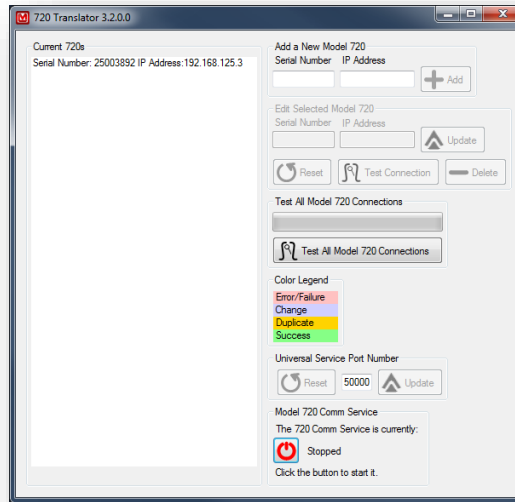 720 Translator 3.2.0.0
Current 720s
Serial Number: 25003892 IP Address:192.168.125.3
Add a New Model 720
Serial Number IP Address
Add
Edit Selected Model 720
Serial Number IP Address
Update
Reset Test Connection Delete
Test All Model 720 Connections
Test All Model 720 Connections
Color Legend
Error/Failure
Change
Duplicate
Success
Universal Service Port Number
Reset 50000 Update
Model 720 Comm Service
The 720 Comm Service is currently:
Stopped
Click the button to start it.